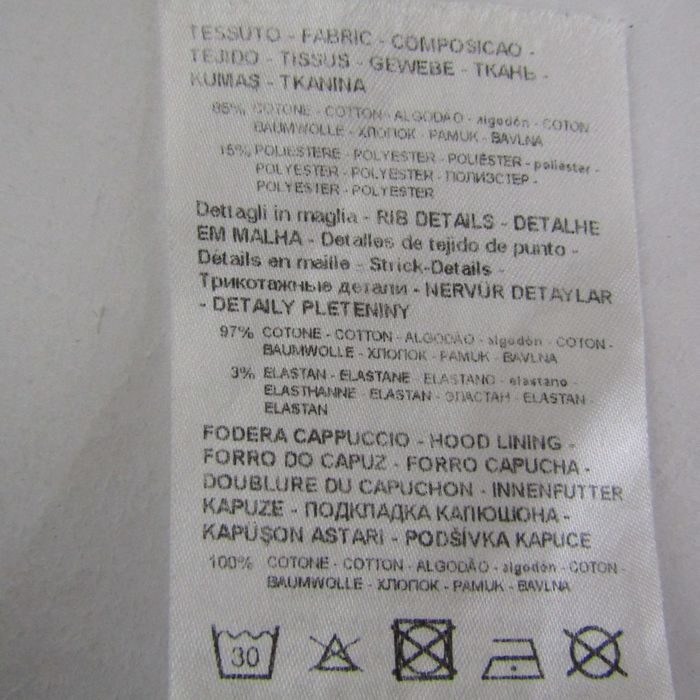 TESSUTO - FABRIC - COMPOSICAO -
TEJIDO - TISSUS - GEWEBE - ТКАНЬ -
KUMAŞ - TKANINA
85% COTONE - COTTON - ALGODÃO - algodón - COTON -
BAUMWOLLE - ХЛОПОК - PAMUK - BAVLNA
15% POLIESTERE - POLYESTER - POLIÉSTER - poliester -
POLYESTER - POLYESTER - ПОЛИЭСТЕР -
POLYESTER - POLYESTER
Dettagli in maglia - RIB DETAILS - DETALHE
EM MALHA - Detalles de tejido de punto -
Détails en maille - Strick-Details -
Трикотажные детали - NERVÜR DETAYLAR
- DETAILY PLETENINY
97% COTONE - COTTON - ALGODÃO - algodón - COTON -
BAUMWOLLE - ХЛОПОК - PAMUK - BAVLNA
3% ELASTAN - ELASTANE ELASTANO - elastano -
ELASTHANNE - ELASTAN - ЭЛАСТАН - ELASTAN -
ELASTAN
FODERA CAPPUCCIO - HOOD LINING -
FORRO DO CAPUZ - FORRO CAPUCHA -
DOUBLURE DU CAPUCHON - INNENFUTTER
KAPUZE - ПОДКЛАДКА КАПЮШОНА -
KAPÜŞON ASTARI - PODŠÍVKA KAPUCE
100% COTONE - COTTON - ALGODÃO - algodón - COTON -
BAUMWOLLE - ХЛОПОК - PAMUK - BAVLNA
30